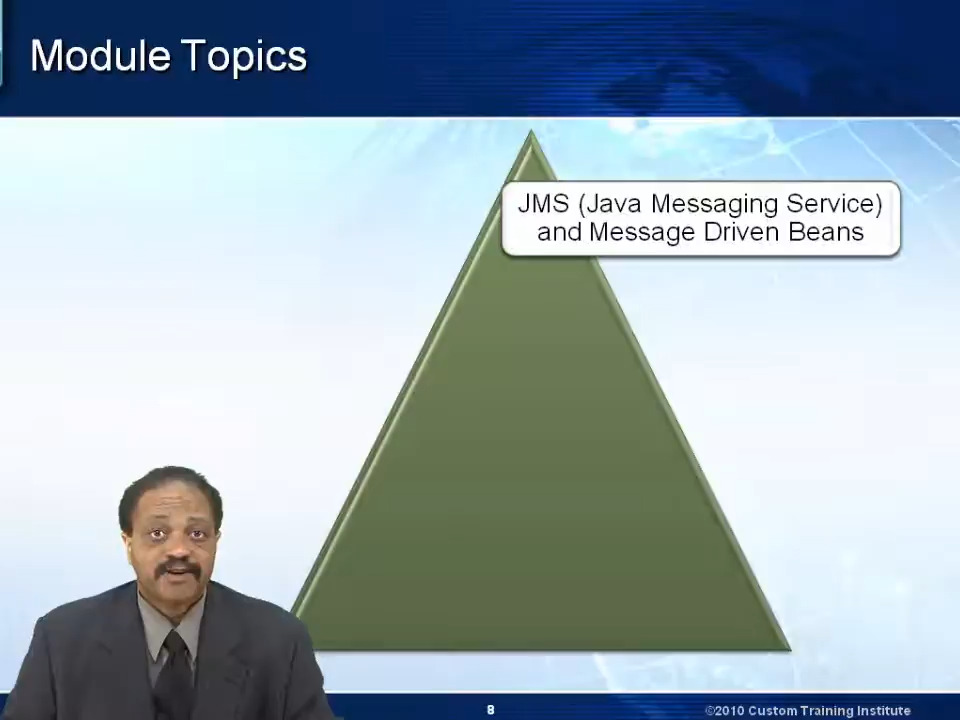 Module Topics
JMS (Java Messaging Service)
and Message Driven Beans
8
©2010 Custom Training Institute